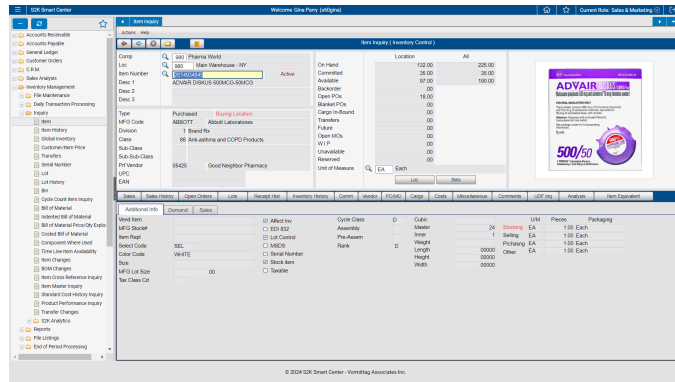 S2K Smart Center
Welcome Gina Parry (s60gina)
Current Role: Sales & Marketing
Item Inquiry
Actions Help
Item Inquiry ( Inventory Control )
Accounts Receivable
Accounts Payable
General Ledger
Customer Orders
C.R.M.
Sales Analysis
Inventory Management
File Maintenance
Daily Transaction Processing
Inquiry
Item
Item History
Global Inventory
Customer/Item Price
Transfers
Serial Number
Lot
Lot History
Bin
Cycle Count Item Inquiry
Bill of Material
Indented Bill of Material
Bill of Material Price/Qty Explos
Costed Bill of Material
Component Where Used
Time Line Item Availability
Item Changes
BOM Changes
Item Cross Reference Inquiry
Item Master Inquiry
Standard Cost History Inquiry
Product Performance Inquiry
Transfer Changes
S2K Analytics
Reports
File Listings
End of Period Processing
Comp 980 Pharma World
Loc 980 Main Warehouse - NY
Item Number Active
Desc 1 ADVAIR DISKUS 500MCG-50MCG
Desc 2
Desc 3
Type Purchased Buying Location
MFG Code ABBOTT Abbott Laboratories
Division 1 Brand Rx
Class 86 Anti-asthma and COPD Products
Sub-Class
Sub-Sub-Class
Prf Vendor 05425 Good Neighbor Pharmacy
UPC
EAN
Location All
On Hand 132.00 225.00
Committed 35.00 35.00
Available 97.00 190.00
Backorder .00
Open POs 18.00
Blanket POs .00
Cargo in-Bound .00
Transfers .00
Future .00
Open MOs .00
W.I.P .00
Unavailable .00
Reserved .00
Unit of Measure EA Each
LOC Bins
ADVAIR
DISKUS
500/50
Sales Sales History Open Orders Lots Receipt Hist Inventory History Comm Vendor PO/MO Cargo Costs Miscellaneous Comments UDF Inq Analysis Item Equivalent
Additional Info Demand Sales
Vend Item
MFG Stock#
Item Repl
Select Code SEL
Color Code WHITE
Size
MFG Lot Size .00
Tax Class Cd
Affect Inv
EDI 832
Lot Control
MSDS
Serial Number
Stock Item
Taxable
Cycle Class D
Assembly
Pre-Assem
Rank D
Cubic
Master 24
Inner 1
Weight
Length 00000
Height 00000
Width 00000
U/M Pieces Packaging
Stocking EA 1.00 Each
Selling EA 1.00 Each
Prchasng EA 1.00 Each
Other EA 1.00 Each
© 2024 S2K Smart Center - Vormittag Associates Inc.